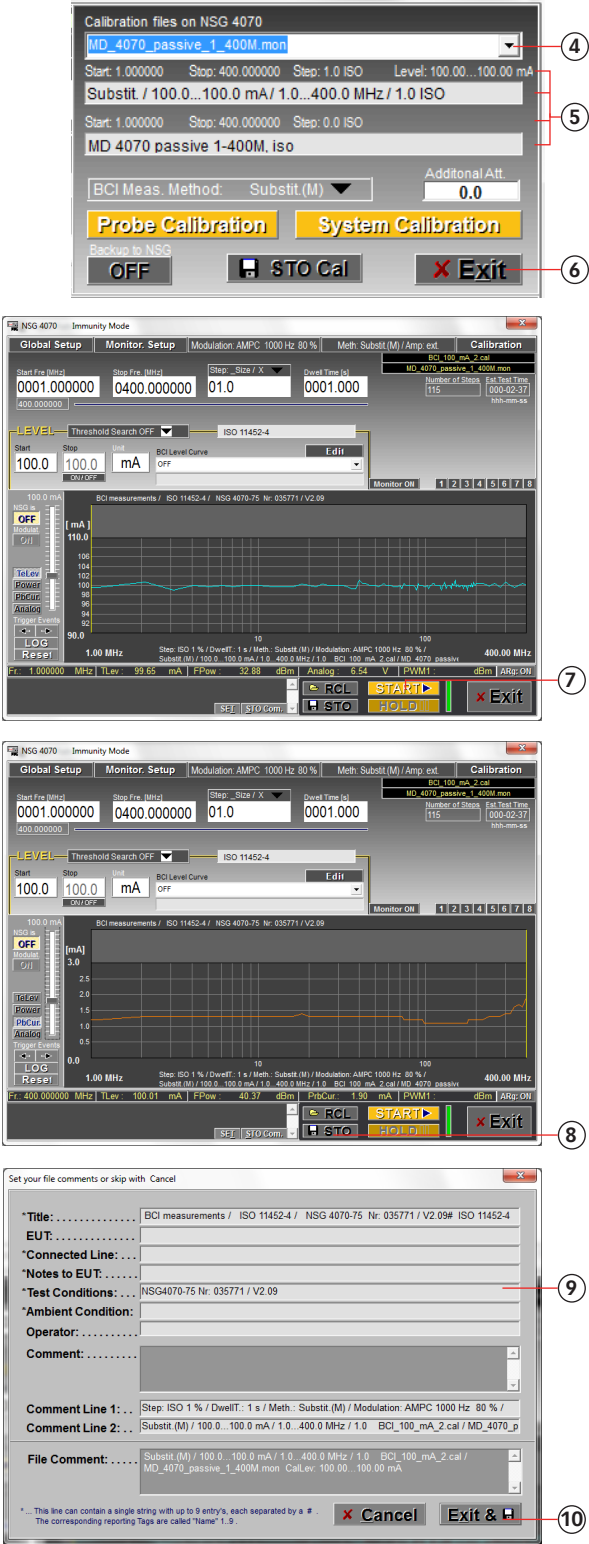 Calibration files on NSG 4070
MD_4070_passive_1_400M.mon
4
Start: 1.000000 Stop: 400.000000 Step: 1.0 ISO Level: 100.00...100.00 mA
Substit. / 100.0...100.0 mA / 1.0...400.0 MHz / 1.0 ISO
5
Start: 1.000000 Stop: 400.000000 Step: 0.0 ISO
MD 4070 passive 1-400M, iso
BCI Meas. Method: Substit.(M)
Additonal Att.
0.0
Probe Calibration System Calibration
Backup to NSG
OFF STO Cal Exit
6
NSG 4070 Immunity Mode
Global Setup Monitor. Setup Modulation: AMPC 1000 Hz 80 % Meth: Substit.(M) / Amp: ext. Calibration
BCI_100_mA_2.cal
MD_4070_passive_1_400M.mon
Start Fre [MHz] Stop Fre. [MHz] Step: _Size / X Dwell Time [s] Number of Steps Est Test Time
0001.000000 0400.000000 01.0 0001.000 115 000-02-37
400.000000 hhh-mm-ss
LEVEL Threshold Search OFF ISO 11452-4
Start Stop Unit BCI Level Curve Edit
100.0 100.0 mA OFF
ON / OFF
Monitor ON 1 2 3 4 5 6 7 8
100.0 mA BCI measurements / ISO 11452-4 / NSG 4070-75 Nr: 035771 / V2.09
NSG is
OFF
Modulat.
ON
[ mA ]
110.0
106
104
102
100
98
96
94
92
90.0
TeLev
Power
PbCur.
Analog
Trigger Events
LOG
Reset
10 100
1.00 MHz Step: ISO 1 % / DwellT.: 1 s / Meth.: Substit.(M) / Modulation: AMPC 1000 Hz 80 % / 400.00 MHz
Substit.(M) / 100.0...100.0 mA / 1.0...400.0 MHz / 1.0 BCI_100_mA_2.cal / MD_4070_passive
Fr.: 1.000000 MHz TLev : 99.65 mA FPow : 32.88 dBm Analog : 6.54 V PWM1 : dBm ARg: ON
RCL START
Exit
7
SET STO Com. STO HOLD
NSG 4070 Immunity Mode
Global Setup Monitor. Setup Modulation: AMPC 1000 Hz 80 % Meth: Substit.(M) / Amp: ext. Calibration
BCI_100_mA_2.cal
MD_4070_passive_1_400M.mon
Start Fre [MHz] Stop Fre. [MHz] Step: _Size / X Dwell Time [s] Number of Steps Est Test Time
0001.000000 0400.000000 01.0 0001.000 115 000-02-37
400.000000 hhh-mm-ss
LEVEL Threshold Search OFF ISO 11452-4
Start Stop Unit BCI Level Curve Edit
100.0 100.0 mA OFF
ON / OFF
Monitor ON 1 2 3 4 5 6 7 8
100.0 mA BCI measurements / ISO 11452-4 / NSG 4070-75 Nr: 035771 / V2.09
NSG is
OFF
Modulat.
ON
[mA]
3.0
2.5
2.0
1.5
1.0
0.5
0.0
TeLev
Power
PbCur.
Analog
Trigger Events
LOG
Reset
10 100
1.00 MHz Step: ISO 1 % / DwellT.: 1 s / Meth.: Substit.(M) / Modulation: AMPC 1000 Hz 80 % / 400.00 MHz
Substit.(M) / 100.0...100.0 mA / 1.0...400.0 MHz / 1.0 BCI_100_mA_2.cal / MD_4070_passive
Fr.: 400.000000 MHz TLev : 100.01 mA FPow : 40.37 dBm PrbCur.: 1.90 mA PWM1 : dBm ARg: ON
RCL START
Exit
SET STO Com. STO HOLD
8
Set your file comments or skip with Cancel
*Title: . . . . . . . . . . . . . . BCI measurements / ISO 11452-4 / NSG 4070-75 Nr: 035771 / V2.09# ISO 11452-4
EUT: . . . . . . . . . . . . . .
*Connected Line: . . .
*Notes to EUT: . . . . . .
*Test Conditions: . . . NSG4070-75 Nr: 035771 / V2.09
9
*Ambient Condition:
Operator: . . . . . . . . . .
Comment: . . . . . . . . .
Comment Line 1: . . Step: ISO 1 % / DwellT.: 1 s / Meth.: Substit.(M) / Modulation: AMPC 1000 Hz 80 % /
Comment Line 2: . . Substit.(M) / 100.0...100.0 mA / 1.0...400.0 MHz / 1.0 BCI_100_mA_2.cal / MD_4070_p
File Comment: . . . . . Substit.(M) / 100.0...100.0 mA / 1.0...400.0 MHz / 1.0 BCI_100_mA_2.cal /
MD_4070_passive_1_400M.mon CalLev: 100.00...100.00 mA
* ... This line can contain a single string with up to 9 entry's, each separated by a # .
The corresponding reporting Tags are called "Name" 1..9 .
Cancel Exit &
10